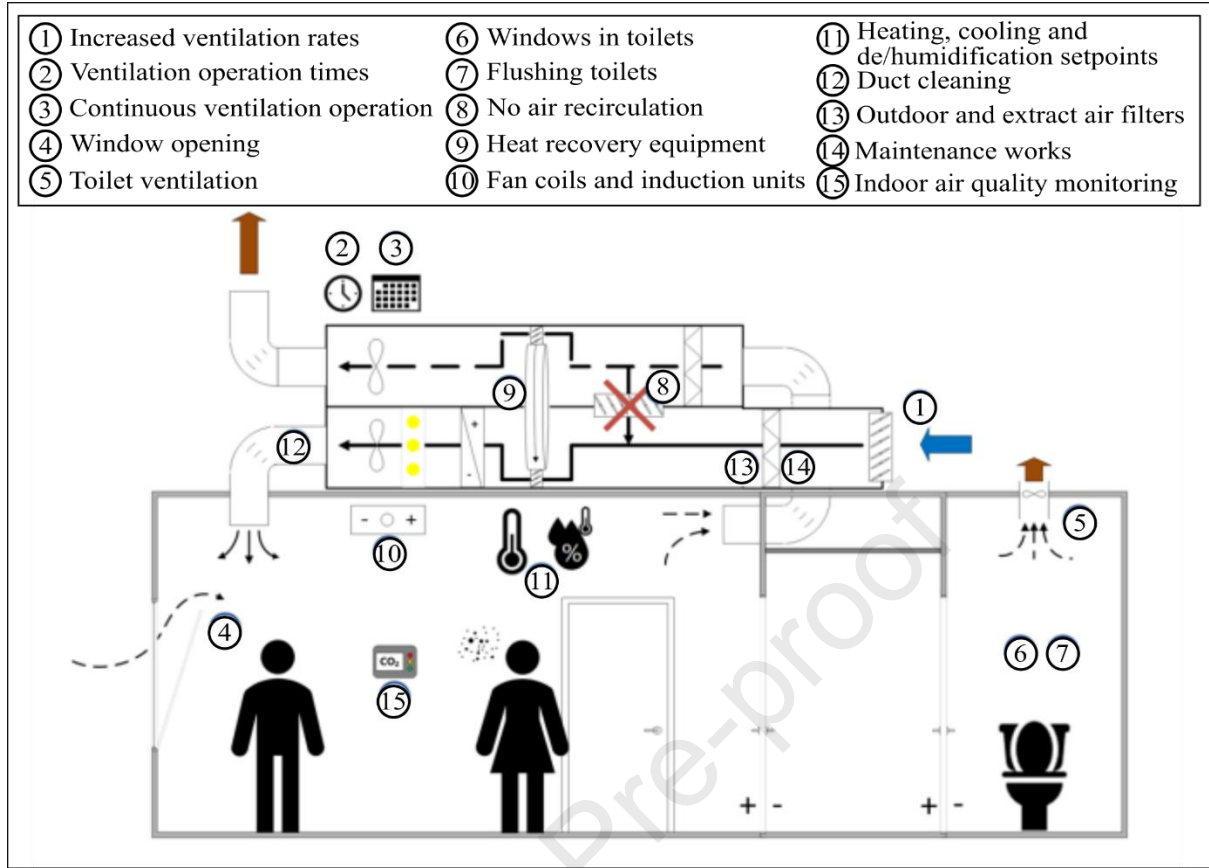 ① Increased ventilation rates
② Ventilation operation times
③ Continuous ventilation operation
④ Window opening
⑤ Toilet ventilation
⑥ Windows in toilets
⑦ Flushing toilets
⑧ No air recirculation
⑨ Heat recovery equipment
⑩ Fan coils and induction units
⑪ Heating, cooling and
de/humidification setpoints
⑫ Duct cleaning
⑬ Outdoor and extract air filters
⑭ Maintenance works
⑮ Indoor air quality monitoring
② ③
⑨ ⑧ ①
+
⑫ ⑬ ⑭
-
- +
⑩
%
⑪
⑤
④
CO₂
⑮
⑥ ⑦
+ - + -
Pre-proof